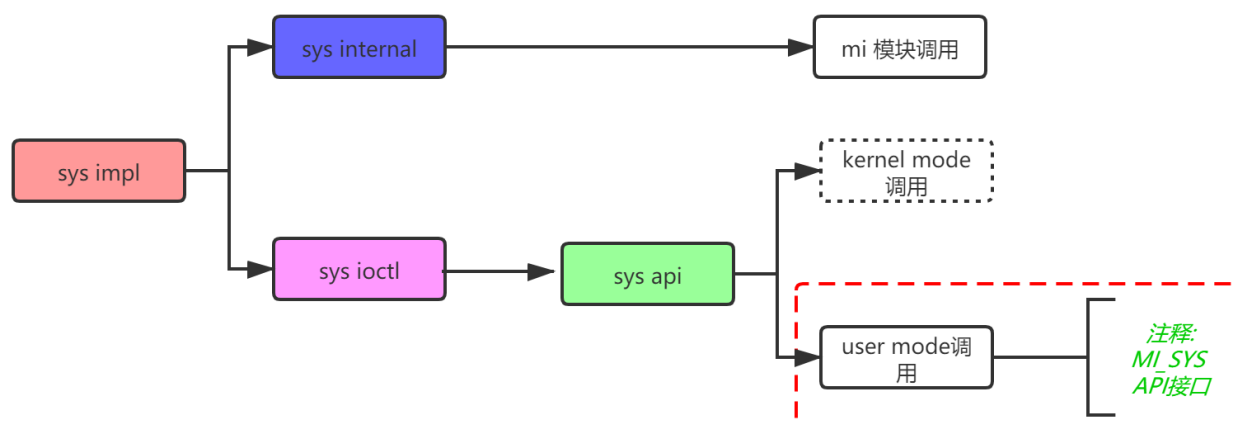 sys internal
mi 模块调用
sys impl
kernel mode
调用
sys ioctl
sys api
user mode调
用
注释:
MI_SYS
API接口